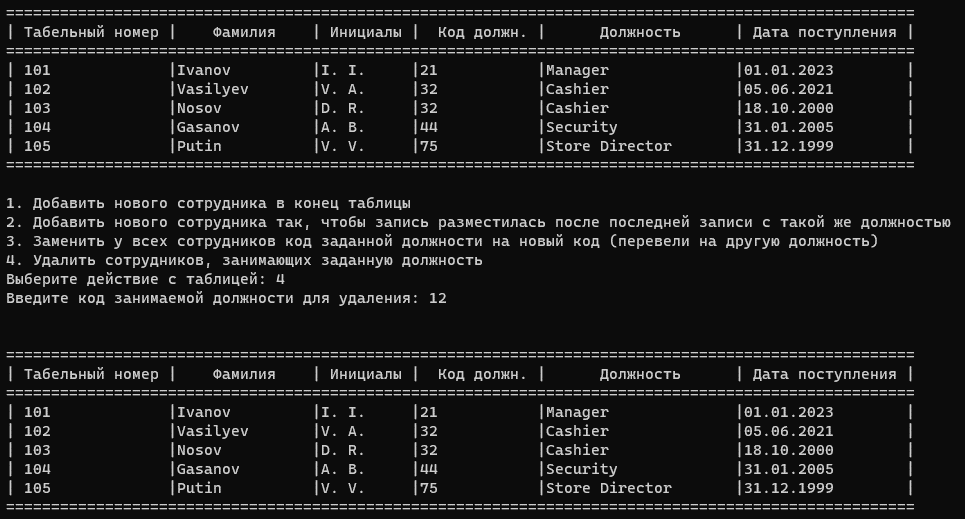 ====================================================================================================
| Табельный номер |    Фамилия    | Инициалы |  Код должн. |      Должность      | Дата поступления |
====================================================================================================
| 101             |Ivanov         |I. I.     |21           |Manager              |01.01.2023        |
| 102             |Vasilyev       |V. A.     |32           |Cashier              |05.06.2021        |
| 103             |Nosov          |D. R.     |32           |Cashier              |18.10.2000        |
| 104             |Gasanov        |A. B.     |44           |Security             |31.01.2005        |
| 105             |Putin          |V. V.     |75           |Store Director       |31.12.1999        |
====================================================================================================
1. Добавить нового сотрудника в конец таблицы
2. Добавить нового сотрудника так, чтобы запись разместилась после последней записи с такой же должностью
3. Заменить у всех сотрудников код заданной должности на новый код (перевели на другую должность)
4. Удалить сотрудников, занимающих заданную должность
Выберите действие с таблицей: 4
Введите код занимаемой должности для удаления: 12
====================================================================================================
| Табельный номер |    Фамилия    | Инициалы |  Код должн. |      Должность      | Дата поступления |
====================================================================================================
| 101             |Ivanov         |I. I.     |21           |Manager              |01.01.2023        |
| 102             |Vasilyev       |V. A.     |32           |Cashier              |05.06.2021        |
| 103             |Nosov          |D. R.     |32           |Cashier              |18.10.2000        |
| 104             |Gasanov        |A. B.     |44           |Security             |31.01.2005        |
| 105             |Putin          |V. V.     |75           |Store Director       |31.12.1999        |
====================================================================================================